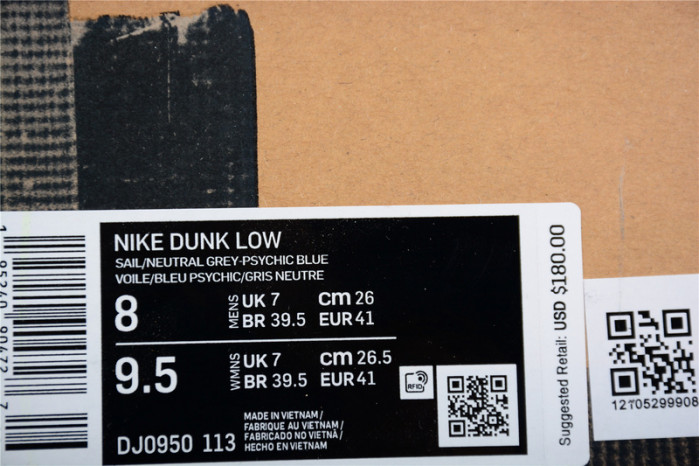 NIKE DUNK LOW
SAIL/NEUTRAL GREY-PSYCHIC BLUE
VOILE/BLEU PSYCHIC/GRIS NEUTRE
8 MENS UK 7 cm 26
BR 39.5 EUR 41
9.5 WMNS UK 7 cm 26.5
BR 39.5 EUR 41
RFID
DJ0950 113
MADE IN VIETNAM /
FABRIQUE AU VIETNAM /
FABRICADO NO VIETNÃ /
HECHO EN VIETNAM
Suggested Retail: USD $180.00
12105299908